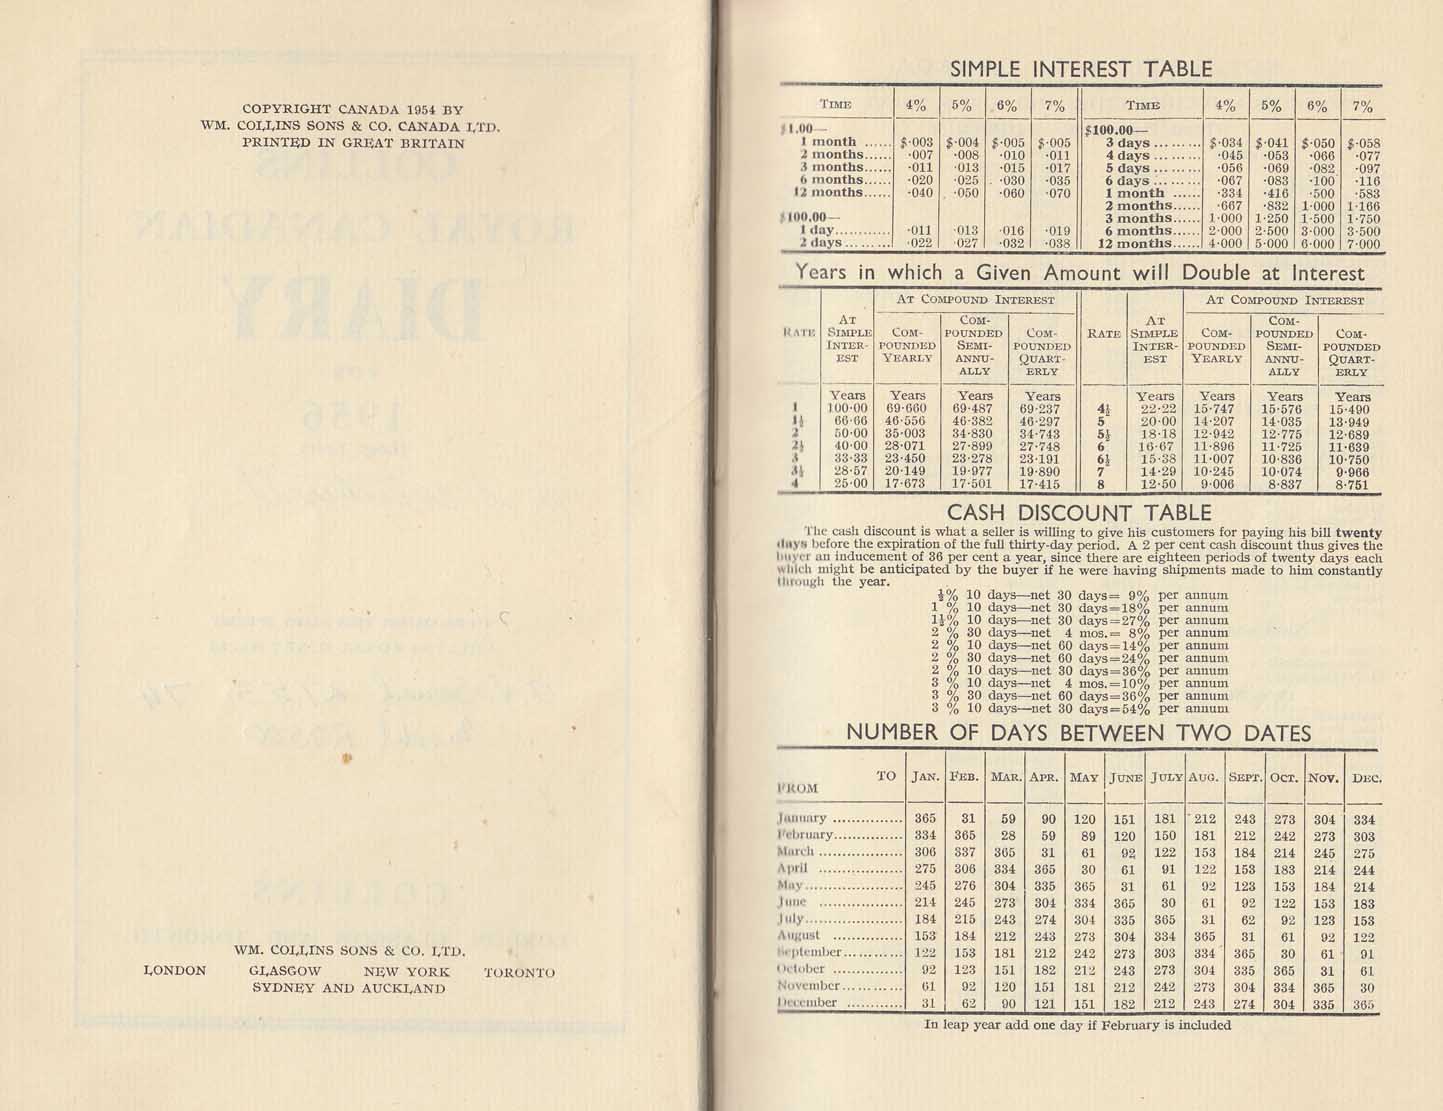 COPYRIGHT CANADA 1954 BY
WM. COLLINS SONS & CO. CANADA LTD.
PRINTED IN GREAT BRITAIN
WM. COLLINS SONS & CO. LTD.
LONDON GLASGOW NEW YORK TORONTO
SYDNEY AND AUCKLAND
SIMPLE INTEREST TABLE
TIME 4% 5% 6% 7% TIME 4% 5% 6% 7%
$1.00— $100.00—
1 month ...... $·003 $·004 $·005 $·005 3 days ......... $·034 $·041 $·050 $·058
2 months...... ·007 ·008 ·010 ·011 4 days ......... ·045 ·053 ·066 ·077
3 months...... ·011 ·013 ·015 ·017 5 days ......... ·056 ·069 ·082 ·097
6 months...... ·020 ·025 ·030 ·035 6 days ......... ·067 ·083 ·100 ·116
12 months...... ·040 ·050 ·060 ·070 1 month ...... ·334 ·416 ·500 ·583
2 months...... ·667 ·832 1·000 1·166
$100.00— 3 months...... 1·000 1·250 1·500 1·750
1 day............ ·011 ·013 ·016 ·019 6 months...... 2·000 2·500 3·000 3·500
2 days ......... ·022 ·027 ·032 ·038 12 months...... 4·000 5·000 6·000 7·000
Years in which a Given Amount will Double at Interest
RATE AT SIMPLE INTER-EST AT COMPOUND INTEREST COM-POUNDED YEARLY COM-POUNDED SEMI-ANNU-ALLY COM-POUNDED QUART-ERLY RATE AT SIMPLE INTER-EST AT COMPOUND INTEREST COM-POUNDED YEARLY COM-POUNDED SEMI-ANNU-ALLY COM-POUNDED QUART-ERLY
Years Years Years Years Years Years Years Years
1 100·00 69·660 69·487 69·237 4½ 22·22 15·747 15·576 15·490
1½ 66·66 46·556 46·382 46·297 5 20·00 14·207 14·035 13·949
2 50·00 35·003 34·830 34·743 5½ 18·18 12·942 12·775 12·689
2½ 40·00 28·071 27·899 27·748 6 16·67 11·896 11·725 11·639
3 33·33 23·450 23·278 23·191 6½ 15·38 11·007 10·836 10·750
3½ 28·57 20·149 19·977 19·890 7 14·29 10·245 10·074 9·966
4 25·00 17·673 17·501 17·415 8 12·50 9·006 8·837 8·751
CASH DISCOUNT TABLE
The cash discount is what a seller is willing to give his customers for paying his bill twenty
days before the expiration of the full thirty-day period. A 2 per cent cash discount thus gives the
buyer an inducement of 36 per cent a year, since there are eighteen periods of twenty days each
which might be anticipated by the buyer if he were having shipments made to him constantly
through the year.
½% 10 days—net 30 days= 9% per annum
1 % 10 days—net 30 days=18% per annum
1½% 10 days—net 30 days=27% per annum
2 % 30 days—net 4 mos.= 8% per annum
2 % 10 days—net 60 days=14% per annum
2 % 30 days—net 60 days=24% per annum
2 % 10 days—net 30 days=36% per annum
3 % 10 days—net 4 mos.=10% per annum
3 % 30 days—net 60 days=36% per annum
3 % 10 days—net 30 days=54% per annum
NUMBER OF DAYS BETWEEN TWO DATES
FROM TO JAN. FEB. MAR. APR. MAY JUNE JULY AUG. SEPT. OCT. NOV. DEC.
January ............... 365 31 59 90 120 151 181 212 243 273 304 334
February............... 334 365 28 59 89 120 150 181 212 242 273 303
March .................. 306 337 365 31 61 92 122 153 184 214 245 275
April .................. 275 306 334 365 30 61 91 122 153 183 214 244
May..................... 245 276 304 335 365 31 61 92 123 153 184 214
June .................. 214 245 273 304 334 365 30 61 92 122 153 183
July..................... 184 215 243 274 304 335 365 31 62 92 123 153
August ............... 153 184 212 243 273 304 334 365 31 61 92 122
September............ 122 153 181 212 242 273 303 334 365 30 61 91
October ............... 92 123 151 182 212 243 273 304 335 365 31 61
November............ 61 92 120 151 181 212 242 273 304 334 365 30
December ............ 31 62 90 121 151 182 212 243 274 304 335 365
In leap year add one day if February is included